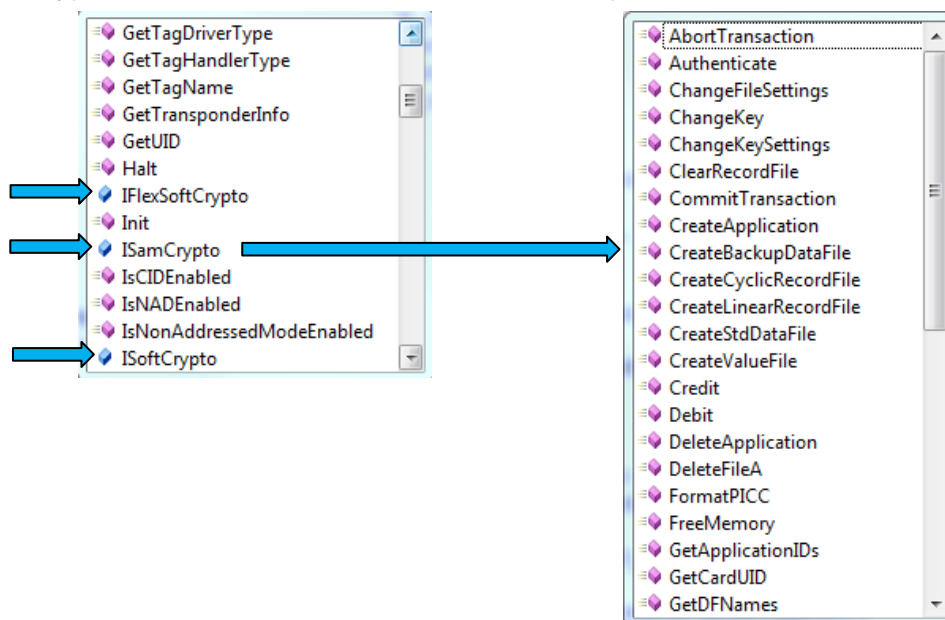 GetTagDriverType
GetTagHandlerType
GetTagName
GetTransponderInfo
GetUID
Halt
IFlexSoftCrypto
Init
ISamCrypto
IsCIDEnabled
IsNADEnabled
IsNonAddressedModeEnabled
ISoftCrypto
AbortTransaction
Authenticate
ChangeFileSettings
ChangeKey
ChangeKeySettings
ClearRecordFile
CommitTransaction
CreateApplication
CreateBackupDataFile
CreateCyclicRecordFile
CreateLinearRecordFile
CreateStdDataFile
CreateValueFile
Credit
Debit
DeleteApplication
DeleteFileA
FormatPICC
FreeMemory
GetApplicationIDs
GetCardUID
GetDFNames